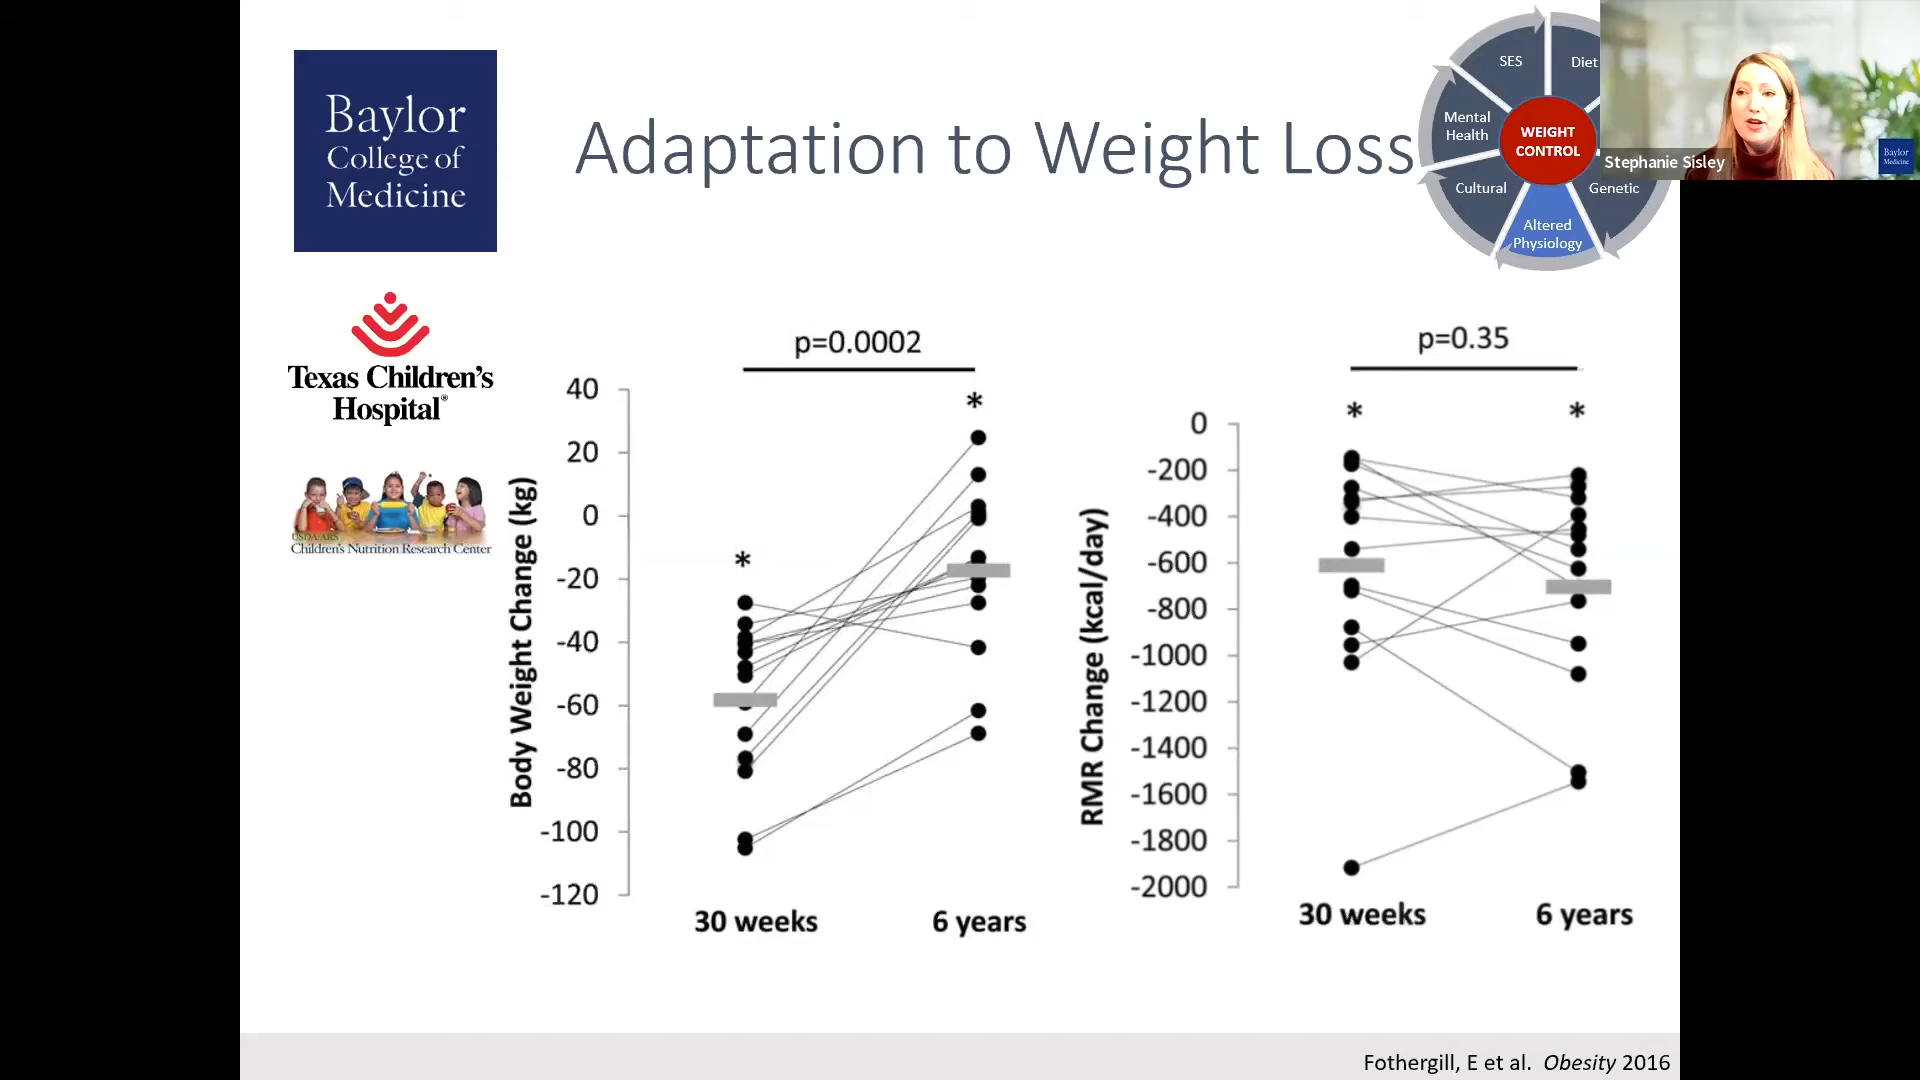 Baylor
College of
Medicine
Adaptation to Weight Loss
SES
Diet
Mental
Health
WEIGHT
CONTROL
Cultural
Genetic
Altered
Physiology
Stephanie Sisley
Baylor
Medicine
Texas Children's
Hospital®
USDA/ARS
Children's Nutrition Research Center
p=0.0002
*
*
Body Weight Change (kg)
40
20
0
-20
-40
-60
-80
-100
-120
30 weeks
6 years
p=0.35
*
*
RMR Change (kcal/day)
0
-200
-400
-600
-800
-1000
-1200
-1400
-1600
-1800
-2000
30 weeks
6 years
Fothergill, E et al. Obesity 2016